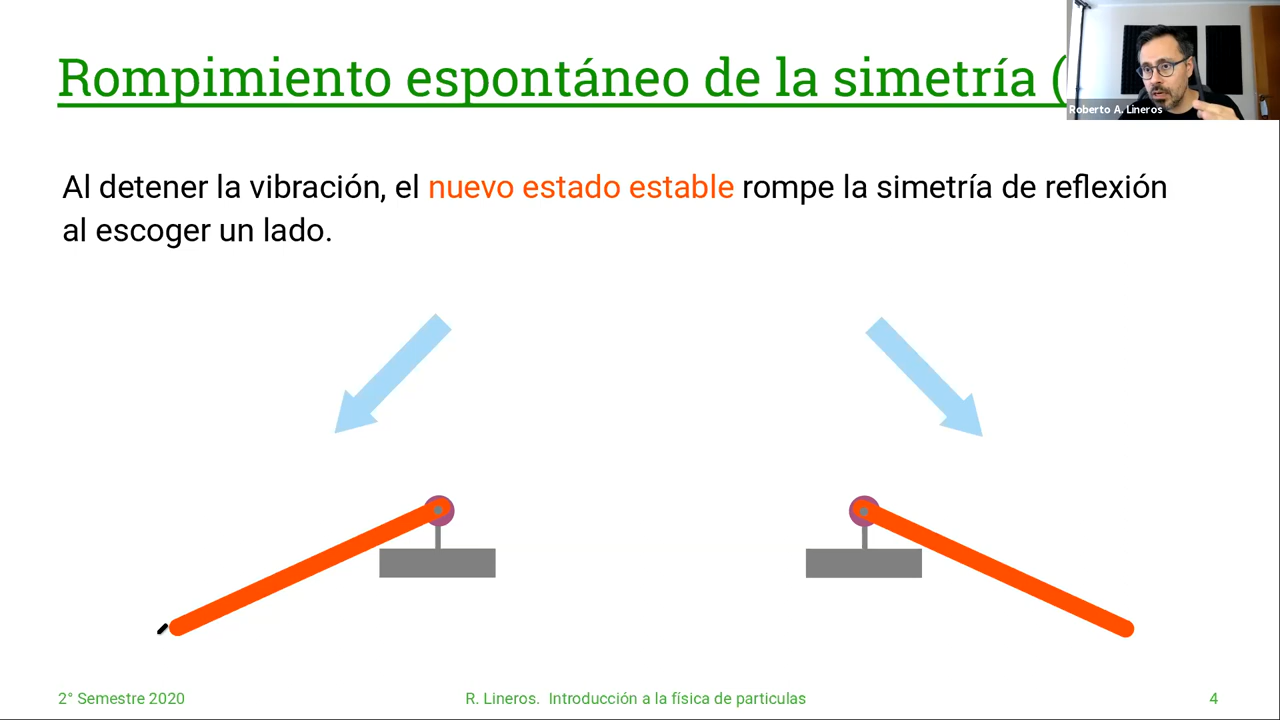 Rompimiento espontáneo de la simetría (
Roberto A. Lineros
Al detener la vibración, el nuevo estado estable rompe la simetría de reflexión
al escoger un lado.
2° Semestre 2020
R. Lineros.  Introducción a la física de particulas
4